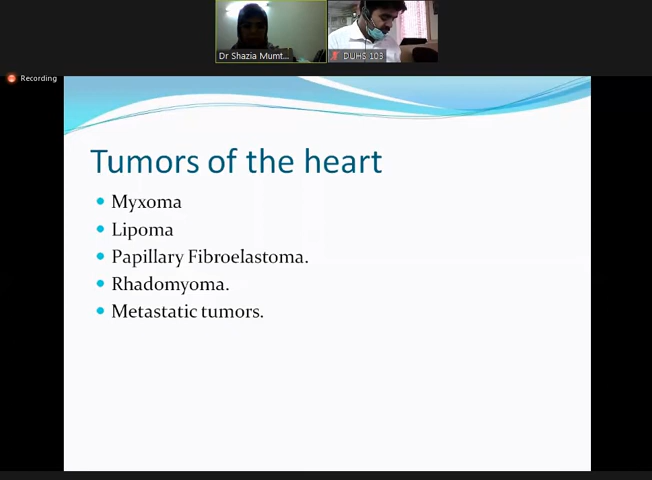 Dr Shazia Mumt...
DUHS 103
Recording
Tumors of the heart
Myxoma
Lipoma
Papillary Fibroelastoma.
Rhadomyoma.
Metastatic tumors.